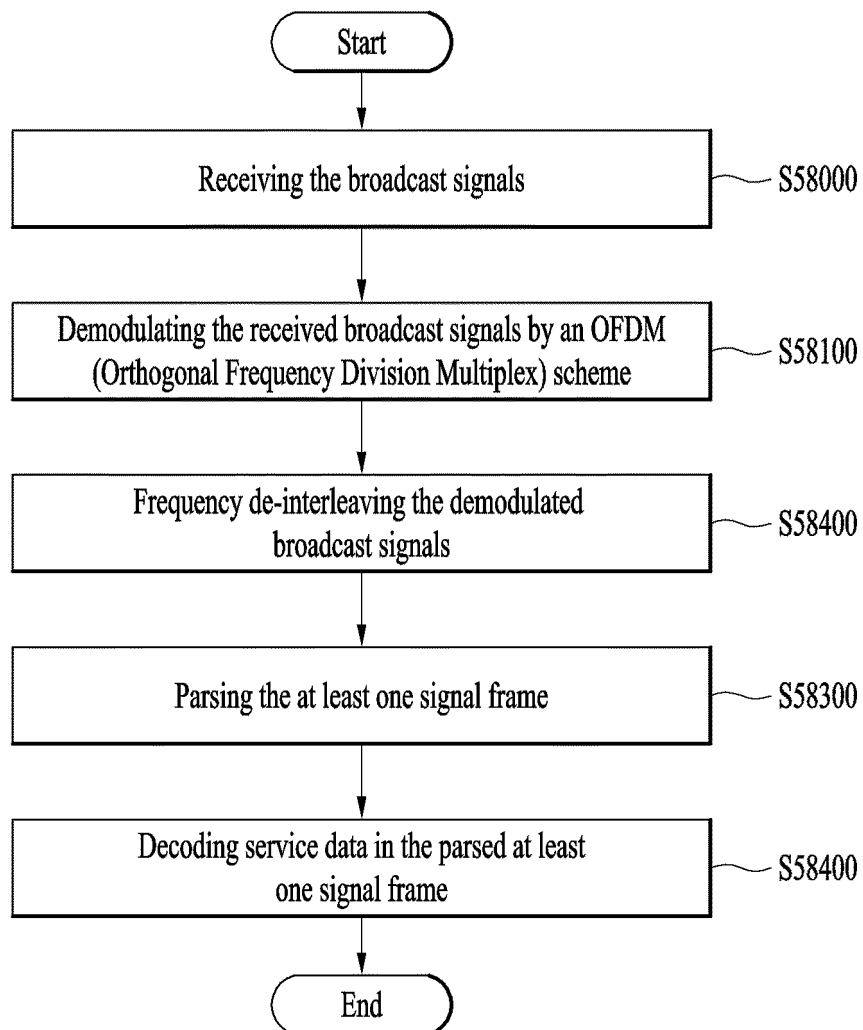 Start
Receiving the broadcast signals
S58000
Demodulating the received broadcast signals by an OFDM
(Orthogonal Frequency Division Multiplex) scheme
S58100
Frequency de-interleaving the demodulated
broadcast signals
S58400
Parsing the at least one signal frame
S58300
Decoding service data in the parsed at least
one signal frame
S58400
End